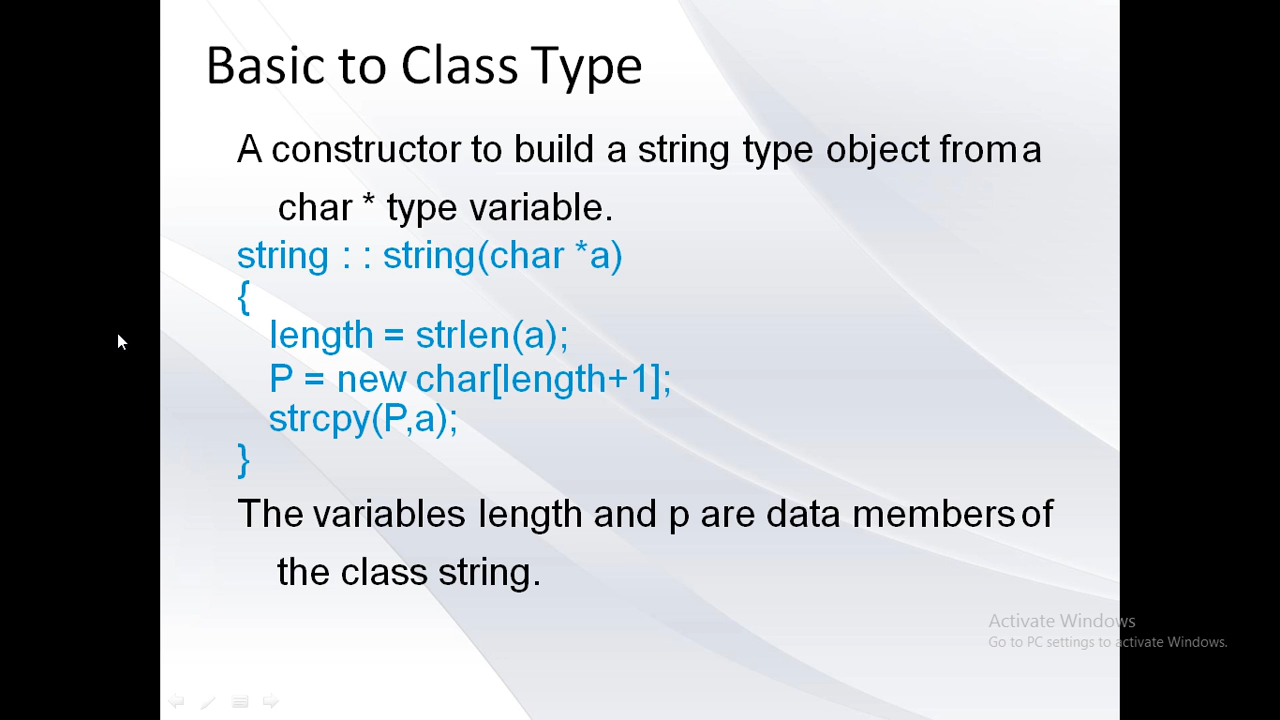 Basic to Class Type
A constructor to build a string type object from a
char * type variable.
string : : string(char *a)
{
length = strlen(a);
P = new char[length+1];
strcpy(P,a);
}
The variables length and p are data members of
the class string.
Activate Windows
Go to PC settings to activate Windows.